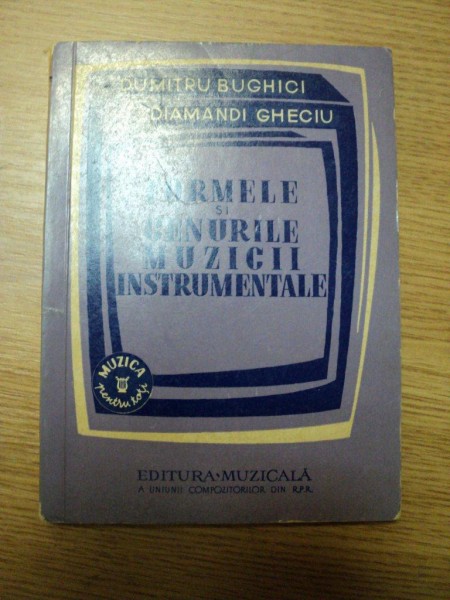 DUMITRU BUGHICI
DIAMANDI GHECIU
FORMELE
ȘI
GENURILE
MUZICII
INSTRUMENTALE
MUZICA
pentru toți
EDITURA·MUZICALĂ
A UNIUNII COMPOZITORILOR DIN R.P.R.